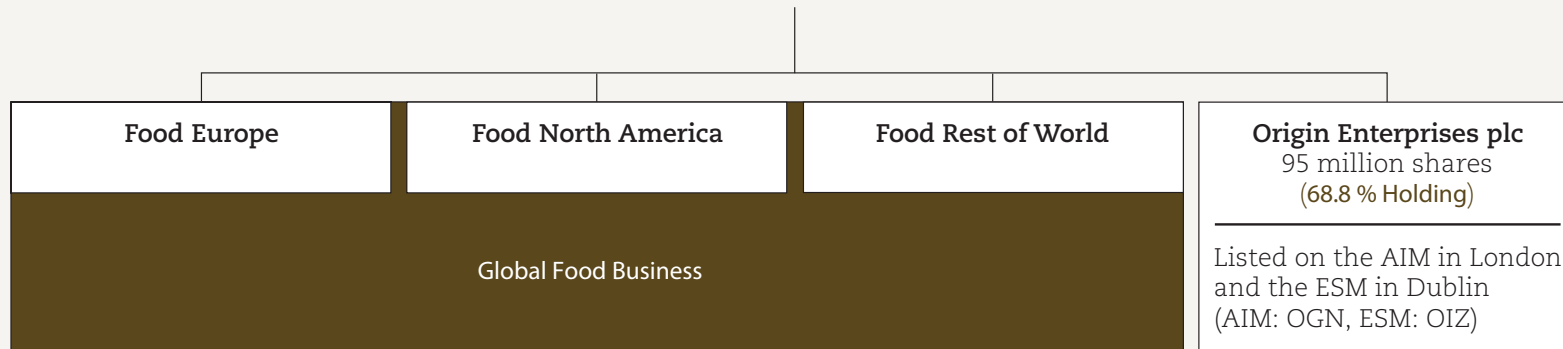 Food Europe
Food North America
Food Rest of World
Global Food Business
Origin Enterprises plc
95 million shares
(68.8 % Holding)
Listed on the AIM in London
and the ESM in Dublin
(AIM: OGN, ESM: OIZ)